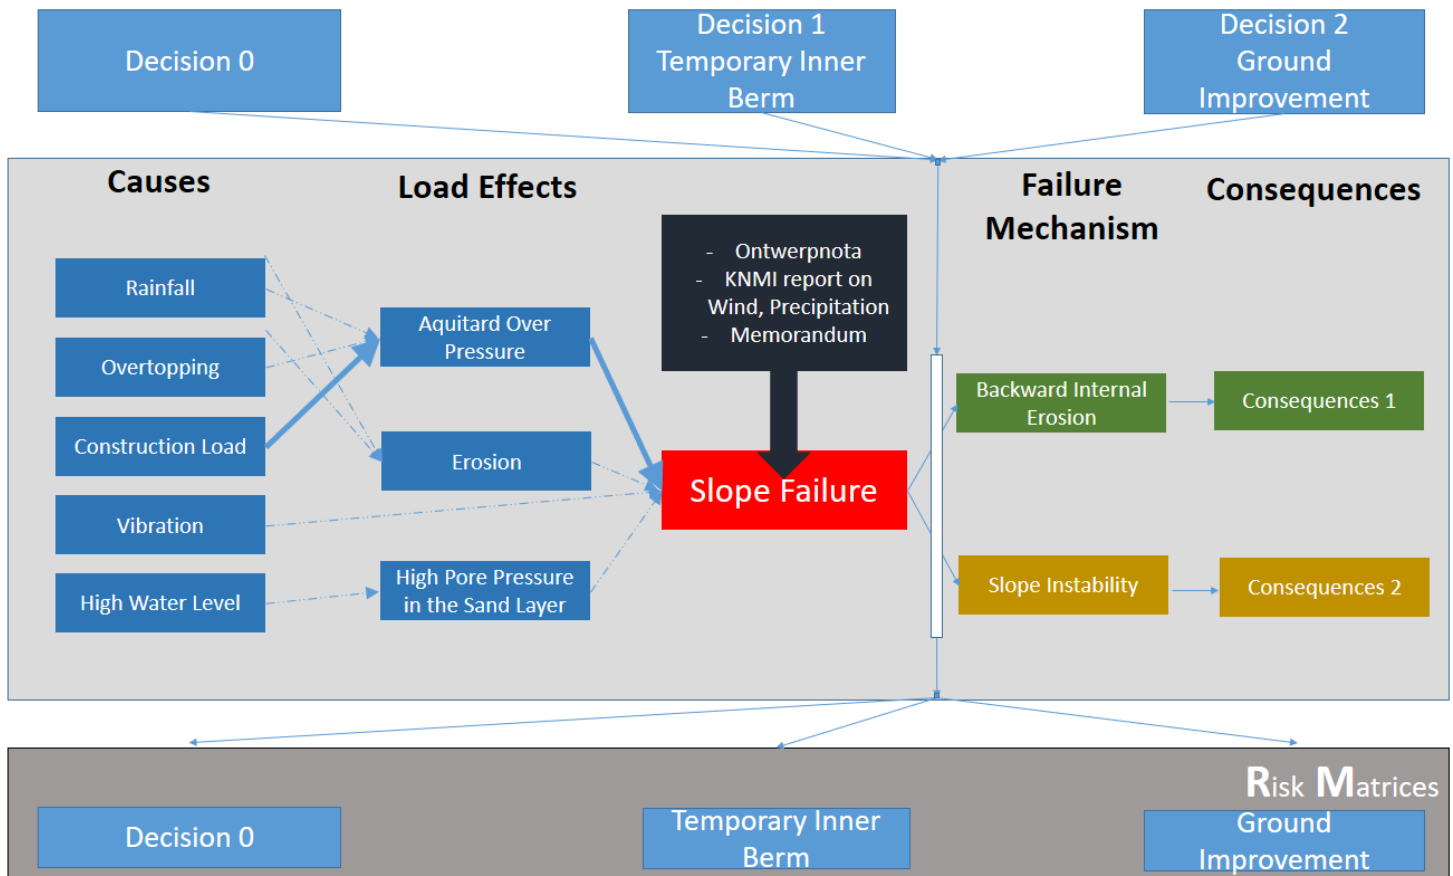 Decision 0
Decision 1
Temporary Inner
Berm
Decision 2
Ground
Improvement
Causes
Load Effects
Failure
Mechanism
Consequences
Rainfall
Overtopping
Construction Load
Vibration
High Water Level
Aquitard Over
Pressure
Erosion
High Pore Pressure
in the Sand Layer
- Ontwerpnota
- KNMI report on
Wind, Precipitation
- Memorandum
Slope Failure
Backward Internal
Erosion
Consequences 1
Slope Instability
Consequences 2
Risk Matrices
Decision 0
Temporary Inner
Berm
Ground
Improvement